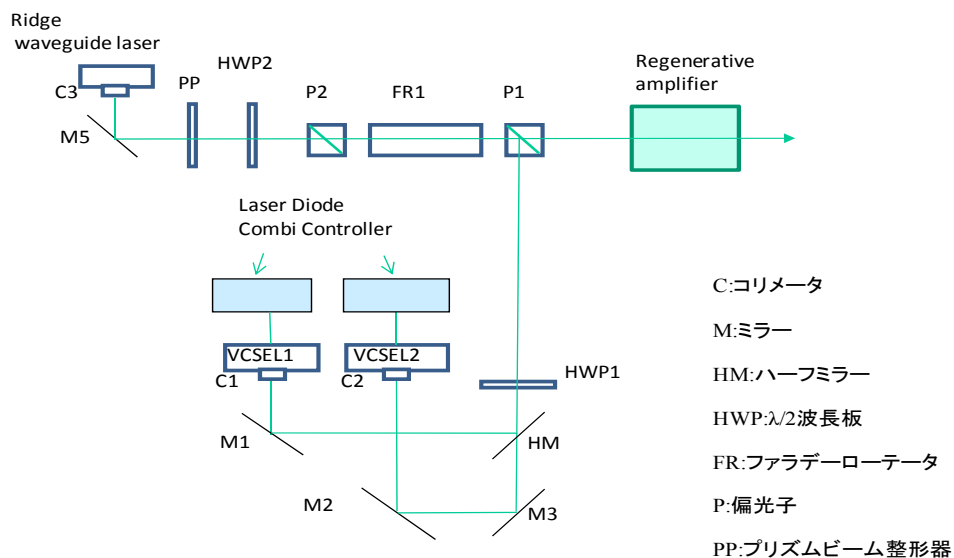 Ridge
waveguide laser
C3
M5
PP
HWP2
P2
FR1
P1
Regenerative
amplifier
Laser Diode
Combi Controller
VCSEL1
C1
VCSEL2
C2
HWP1
M1
HM
M2
M3
C:コリメータ
M:ミラー
HM:ハーフミラー
HWP:λ/2波長板
FR:ファラデーローテータ
P:偏光子
PP:プリズムビーム整形器